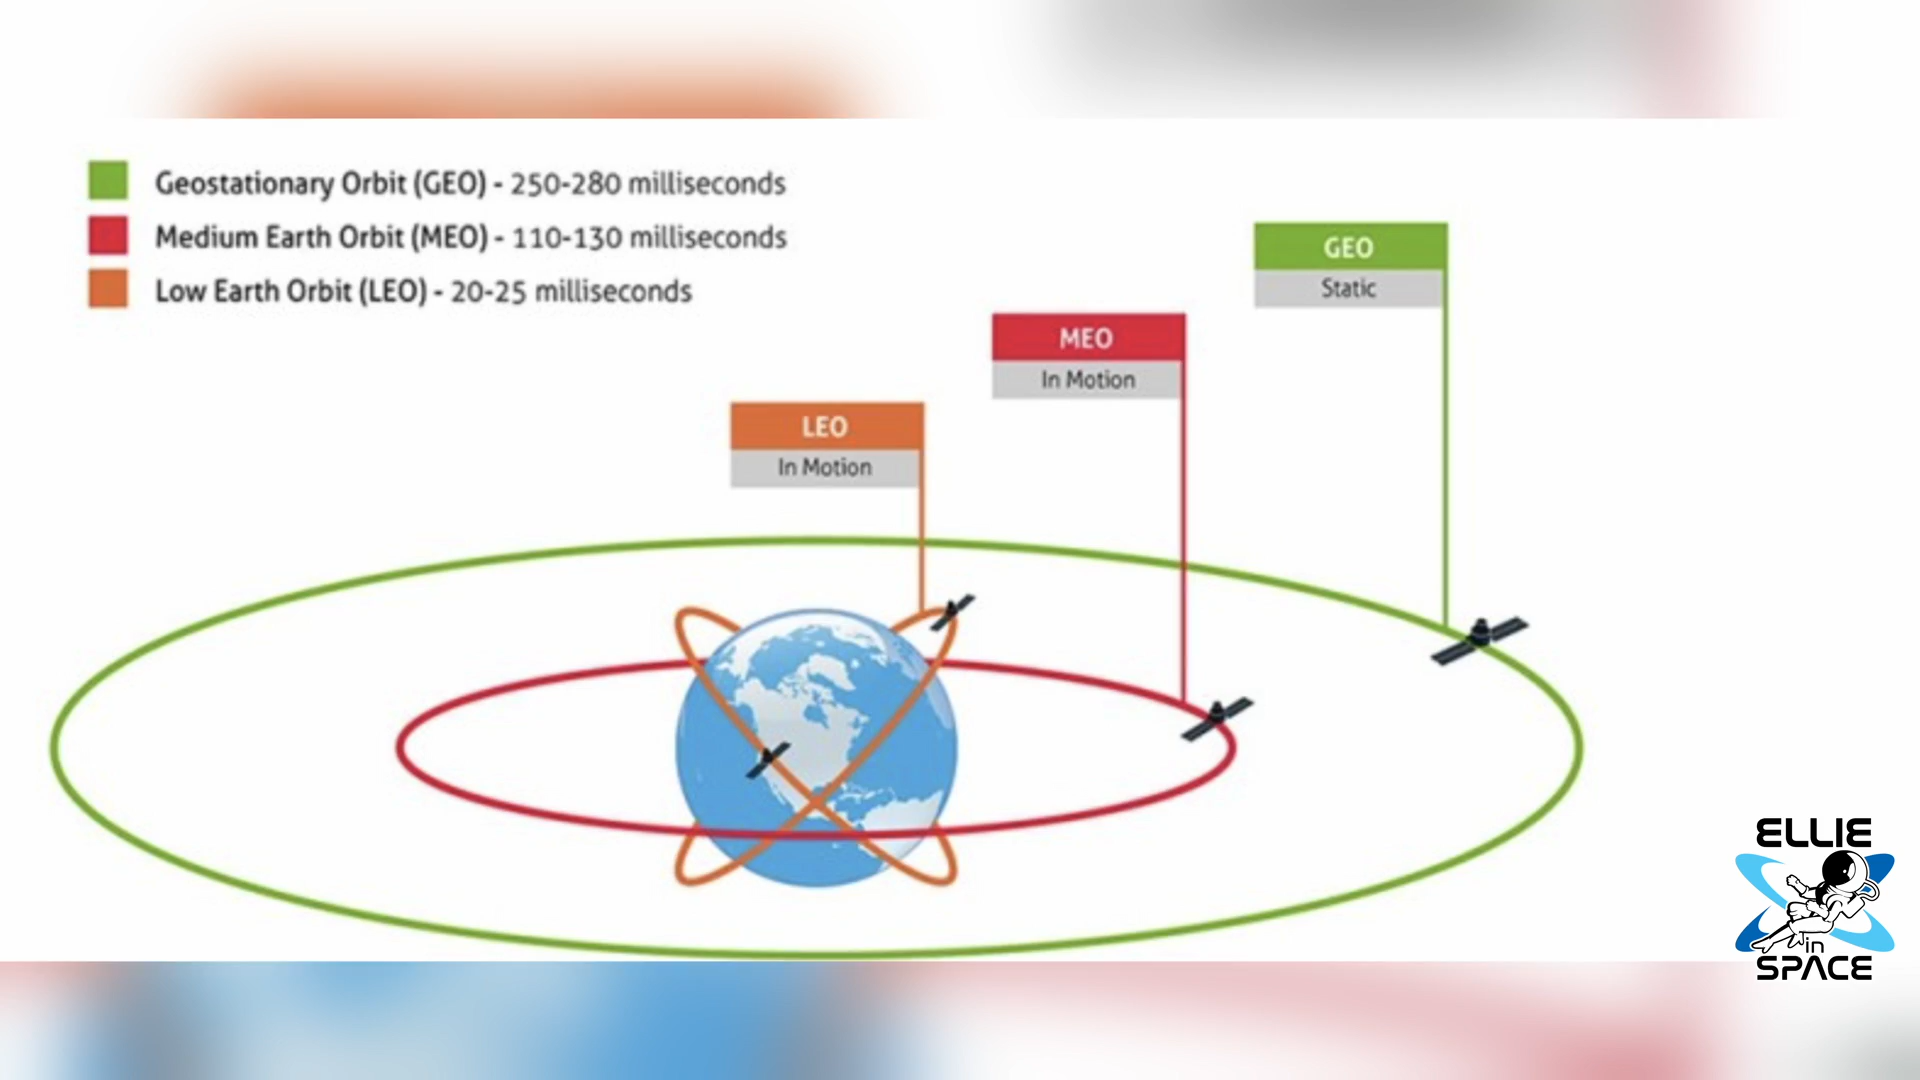 Geostationary Orbit (GEO) - 250-280 milliseconds
Medium Earth Orbit (MEO) - 110-130 milliseconds
Low Earth Orbit (LEO) - 20-25 milliseconds
GEO
Static
MEO
In Motion
LEO
In Motion
ELLIE
in
SPACE